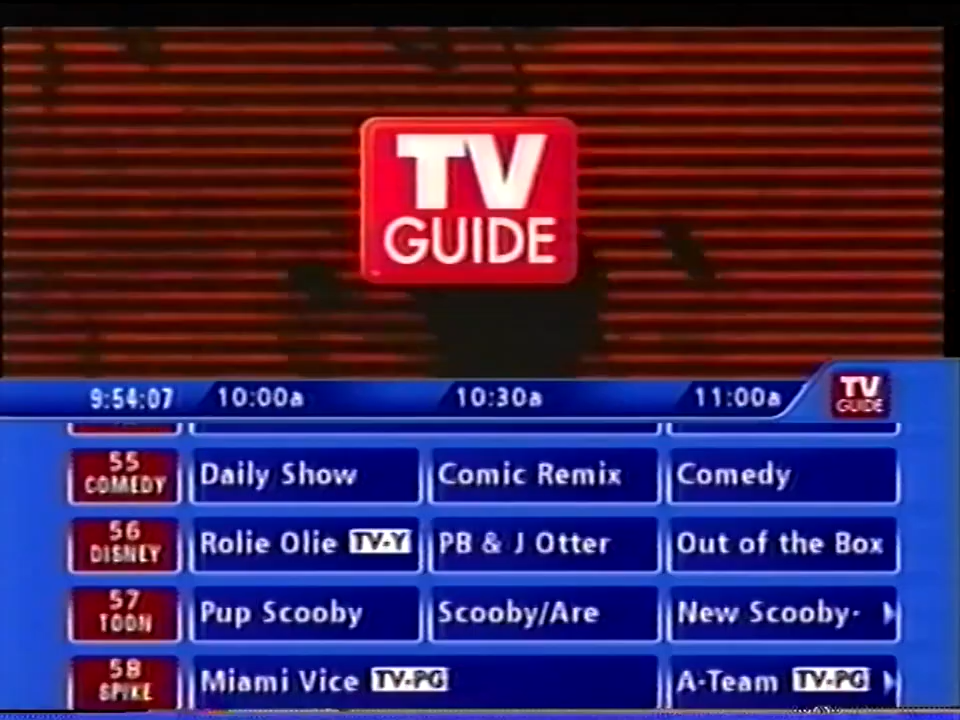 TV
GUIDE
9:54:07 10:00a 10:30a 11:00a TV GUIDE
55 COMEDY Daily Show Comic Remix Comedy
56 DISNEY Rolie Olie TV-Y PB & J Otter Out of the Box
57 TOON Pup Scooby Scooby/Are New Scooby-
58 SPIKE Miami Vice TV-PG A-Team TV-PG